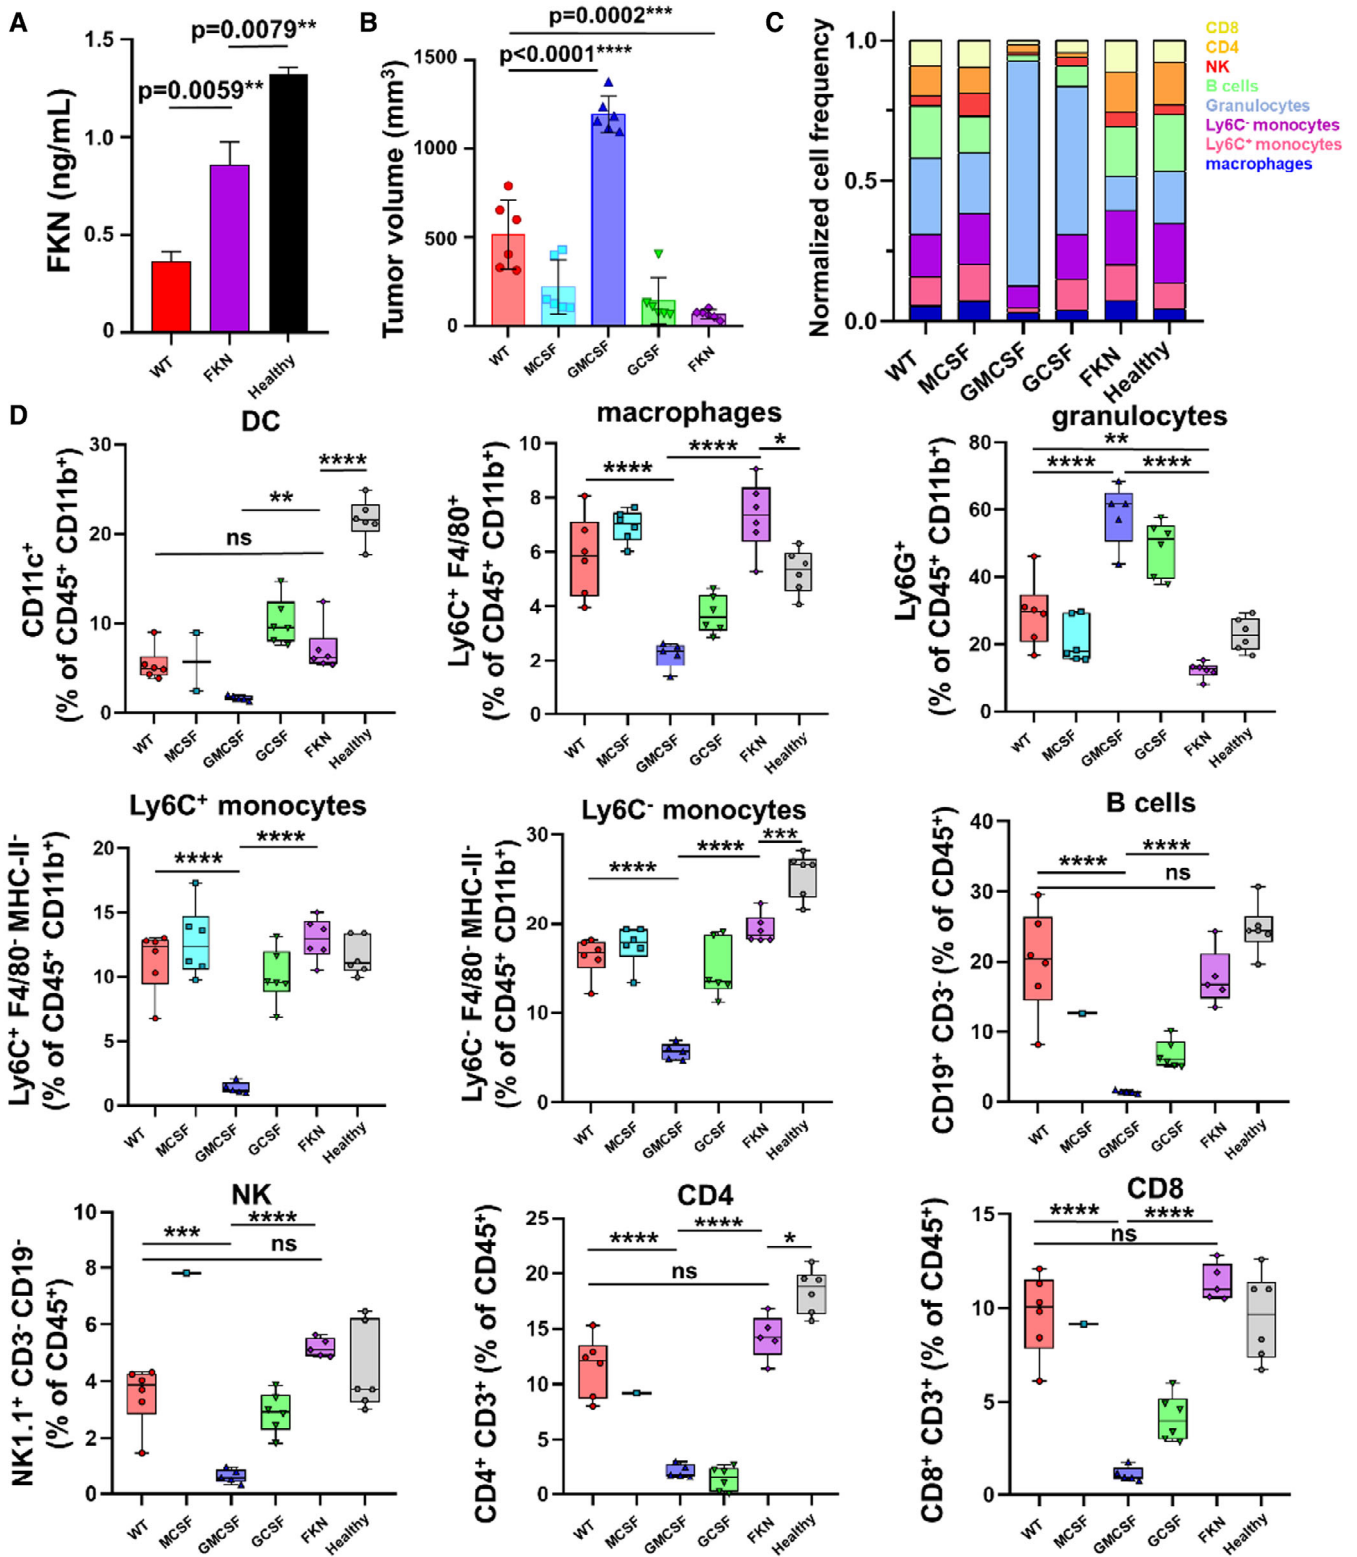 A
FKN (ng/mL)
1.5
1.0
0.5
0
p=0.0079**
p=0.0059**
WT
FKN
Healthy
B
Tumor volume (mm³)
1500
1000
500
0
p=0.0002***
p<0.0001****
WT
MCSF
GMCSF
GCSF
FKN
C
Normalized cell frequency
1.0
0.5
0.0
WT
MCSF
GMCSF
GCSF
FKN
Healthy
CD8
CD4
NK
B cells
Granulocytes
Ly6C⁻ monocytes
Ly6C⁺ monocytes
macrophages
D
DC
CD11c⁺
(% of CD45⁺ CD11b⁺)
30
20
10
0
****
**
ns
WT
MCSF
GMCSF
GCSF
FKN
Healthy
macrophages
Ly6C⁺ F4/80⁺
(% of CD45⁺ CD11b⁺)
10
8
6
4
2
0
****
****
*
WT
MCSF
GMCSF
GCSF
FKN
Healthy
granulocytes
Ly6G⁺
(% of CD45⁺ CD11b⁺)
80
60
40
20
0
**
****
****
WT
MCSF
GMCSF
GCSF
FKN
Healthy
Ly6C⁺ monocytes
Ly6C⁺ F4/80⁻ MHC-II⁻
(% of CD45⁺ CD11b⁺)
20
15
10
5
0
****
****
WT
MCSF
GMCSF
GCSF
FKN
Healthy
Ly6C⁻ monocytes
Ly6C⁻ F4/80⁻ MHC-II⁻
(% of CD45⁺ CD11b⁺)
30
20
10
0
****
****
***
WT
MCSF
GMCSF
GCSF
FKN
Healthy
B cells
CD19⁺ CD3⁻ (% of CD45⁺)
40
30
20
10
0
****
****
ns
WT
MCSF
GMCSF
GCSF
FKN
Healthy
NK
NK1.1⁺ CD3⁻ CD19⁻
(% of CD45⁺)
10
8
6
4
2
0
****
***
ns
WT
MCSF
GMCSF
GCSF
FKN
Healthy
CD4
CD4⁺ CD3⁺ (% of CD45⁺)
25
20
15
10
5
0
****
****
*
ns
WT
MCSF
GMCSF
GCSF
FKN
Healthy
CD8
CD8⁺ CD3⁺ (% of CD45⁺)
15
10
5
0
****
****
ns
WT
MCSF
GMCSF
GCSF
FKN
Healthy